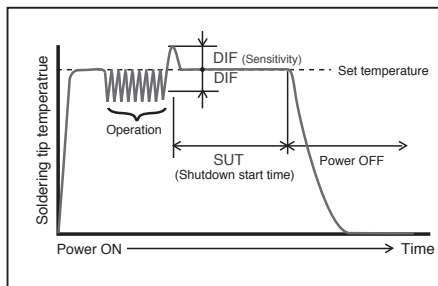 Soldering tip temperatrue
DIF (Sensitivity)
DIF
Set temperature
Operation
SUT
(Shutdown start time)
Power OFF
Power ON
Time